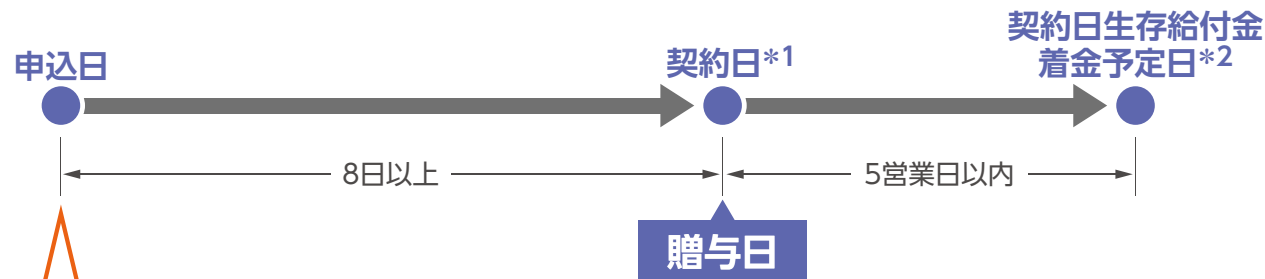 申込日
契約日*1
契約日生存給付金
着金予定日*2
8日以上
5営業日以内
贈与日